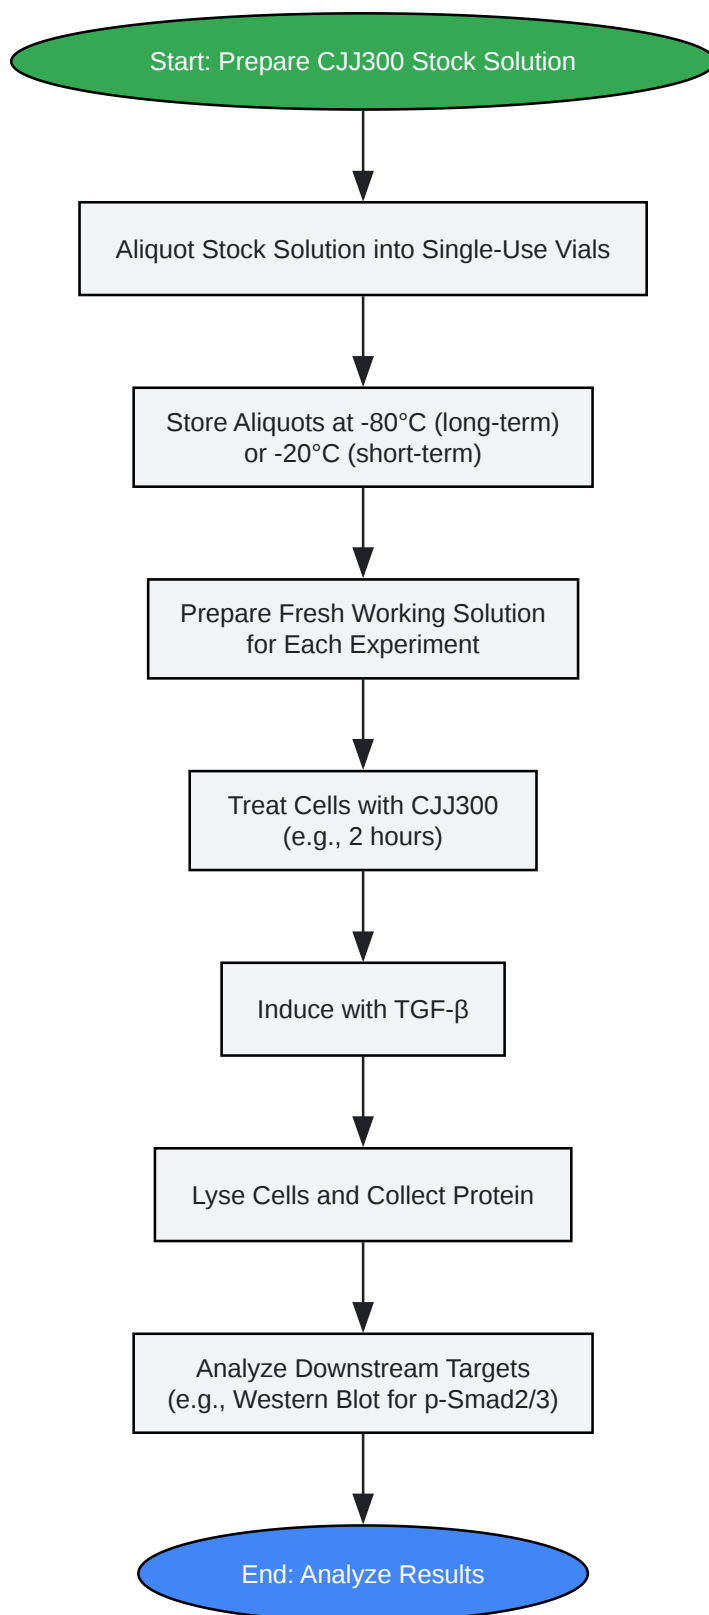 Start: Prepare CJJ300 Stock Solution
Aliquot Stock Solution into Single-Use Vials
Store Aliquots at -80°C (long-term)
or -20°C (short-term)
Prepare Fresh Working Solution
for Each Experiment
Treat Cells with CJJ300
(e.g., 2 hours)
Induce with TGF-β
Lyse Cells and Collect Protein
Analyze Downstream Targets
(e.g., Western Blot for p-Smad2/3)
End: Analyze Results